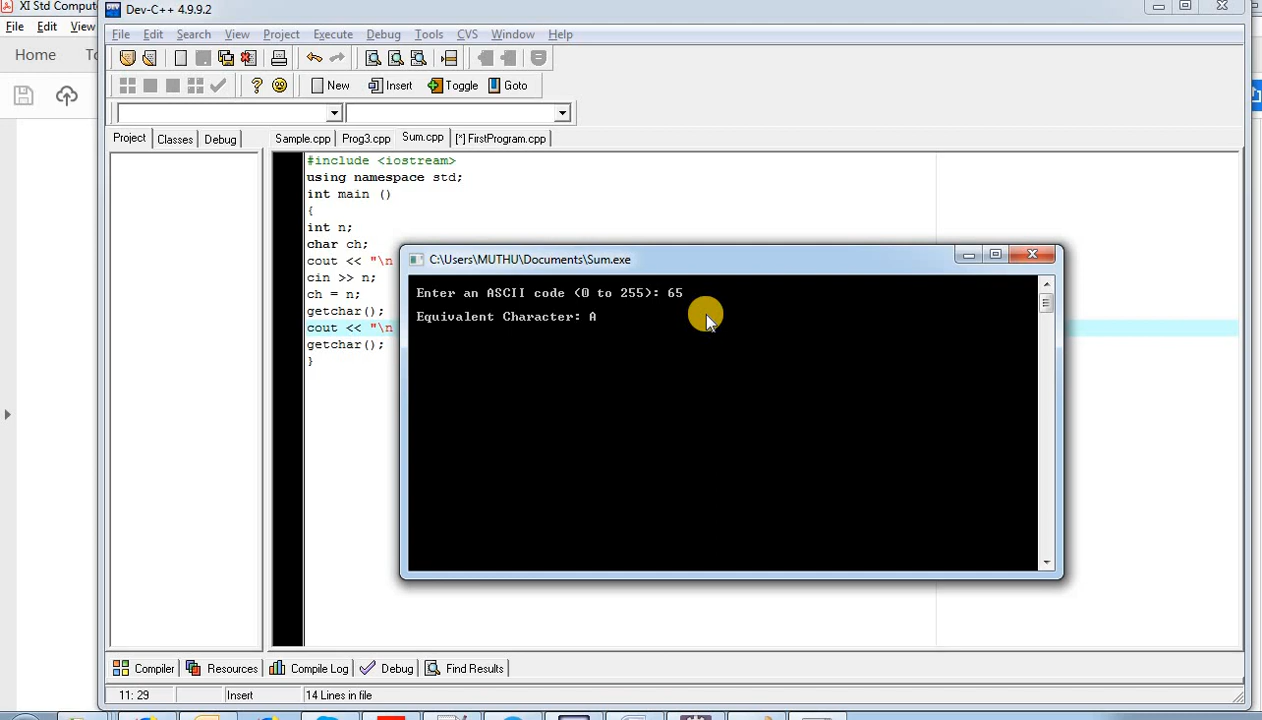 XI Std Compute
Dev-C++ 4.9.9.2
File Edit View
File Edit Search View Project Execute Debug Tools CVS Window Help
Home
New Insert Toggle Goto
Project Classes Debug
Sample.cpp Prog3.cpp Sum.cpp [*] FirstProgram.cpp
#include <iostream>
using namespace std;
int main ()
{
int n;
char ch;
cout << "\n
cin >> n;
ch = n;
getchar();
cout << "\n
getchar();
}
C:\Users\MUTHU\Documents\Sum.exe
Enter an ASCII code (0 to 255): 65
Equivalent Character: A
Compiler Resources Compile Log Debug Find Results
11: 29 Insert 14 Lines in file